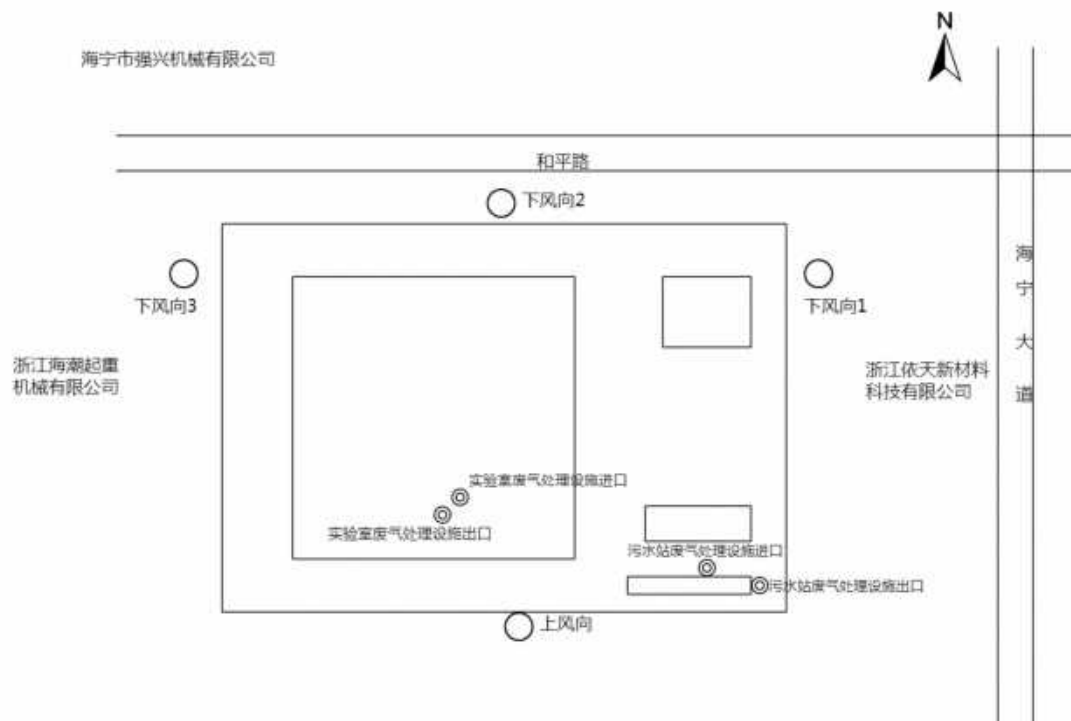 N
海宁市强兴机械有限公司
和平路
下风向2
海宁大道
下风向3
下风向1
浙江海潮起重
机械有限公司
浙江依天新材料
科技有限公司
实验室废气处理设施进口
实验室废气处理设施出口
污水站废气处理设施进口
污水站废气处理设施出口
上风向